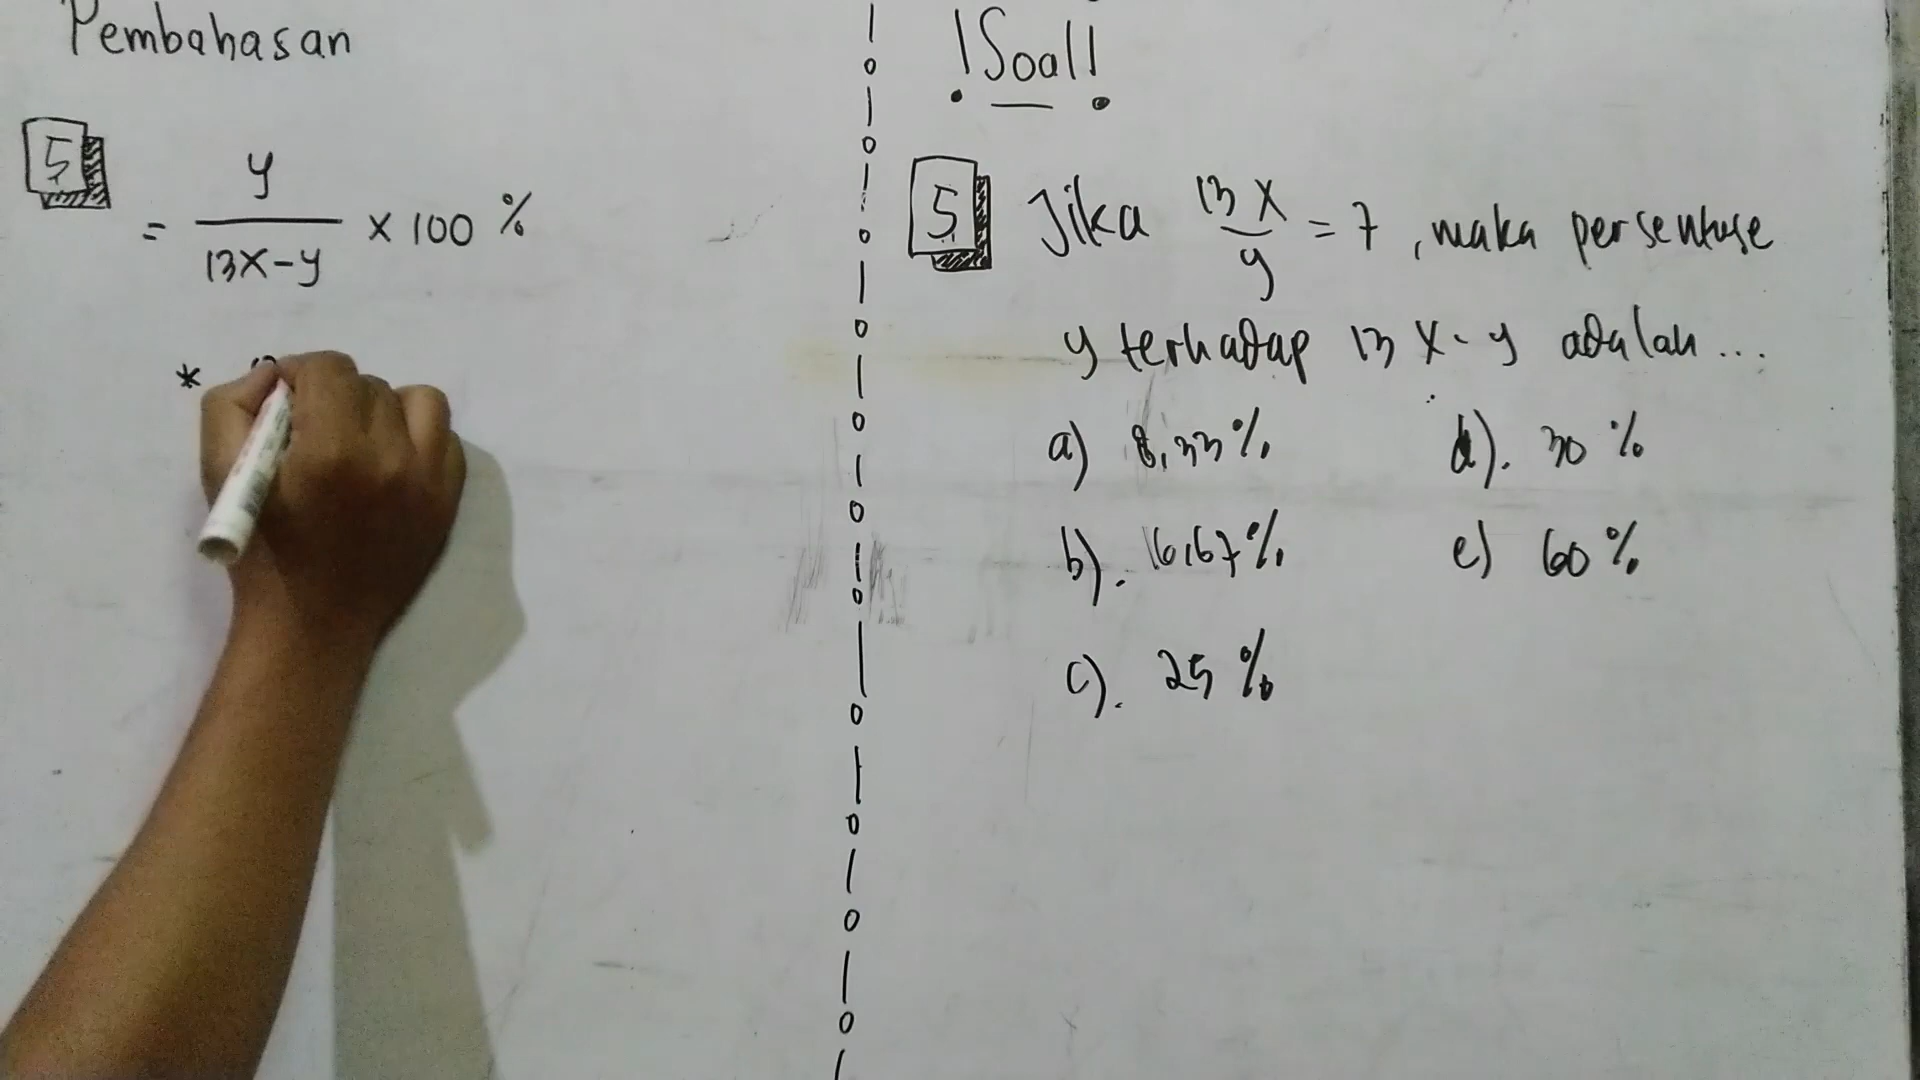 Pembahasan
5
= y / 13x-y x 100 %
*
! Soal !
5 Jika 13x / y = 7 , maka persentase
y terhadap 13x-y adalah ...
a) 8,33%
b). 16,67%
c). 25 %
d). 30 %
e) 60 %